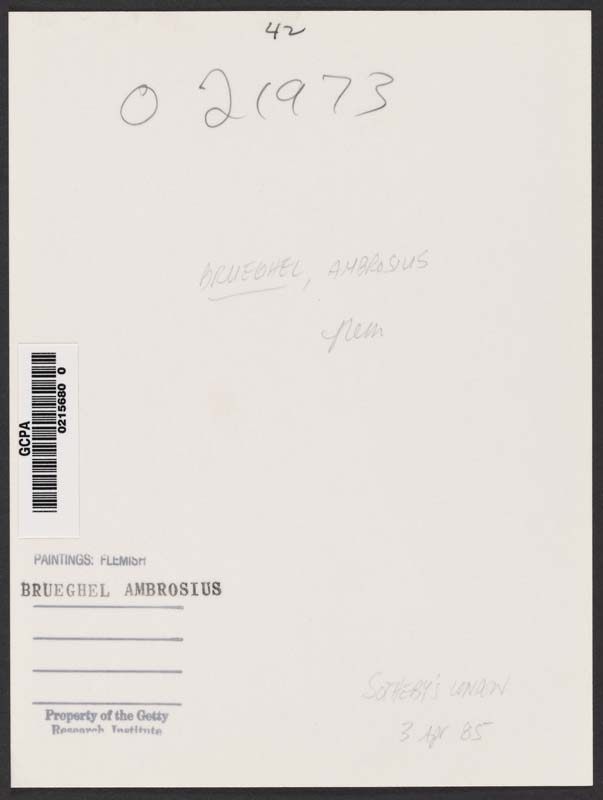 42
0 21973
BRUEGHEL, AMBROSIUS
flem
GCPA
0215680 0
PAINTINGS: FLEMISH
BRUEGHEL AMBROSIUS
Property of the Getty
Research Institute
SOTHEBY'S LONDON
3 Apr 85